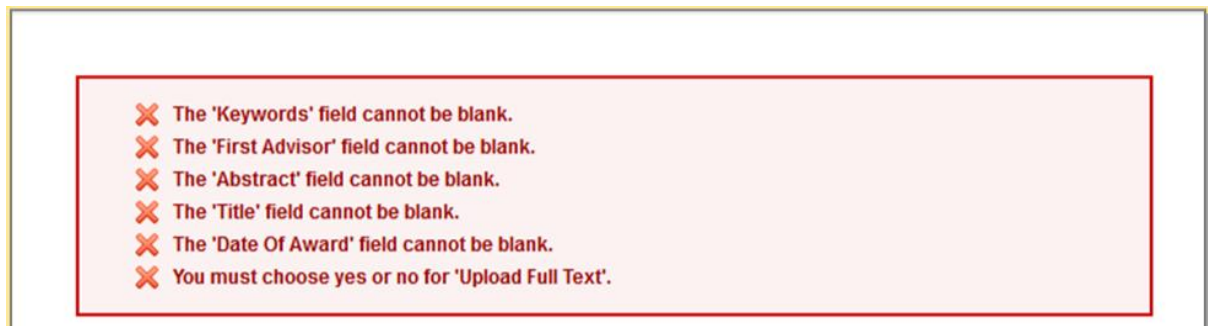 The 'Keywords' field cannot be blank.
The 'First Advisor' field cannot be blank.
The 'Abstract' field cannot be blank.
The 'Title' field cannot be blank.
The 'Date Of Award' field cannot be blank.
You must choose yes or no for 'Upload Full Text'.